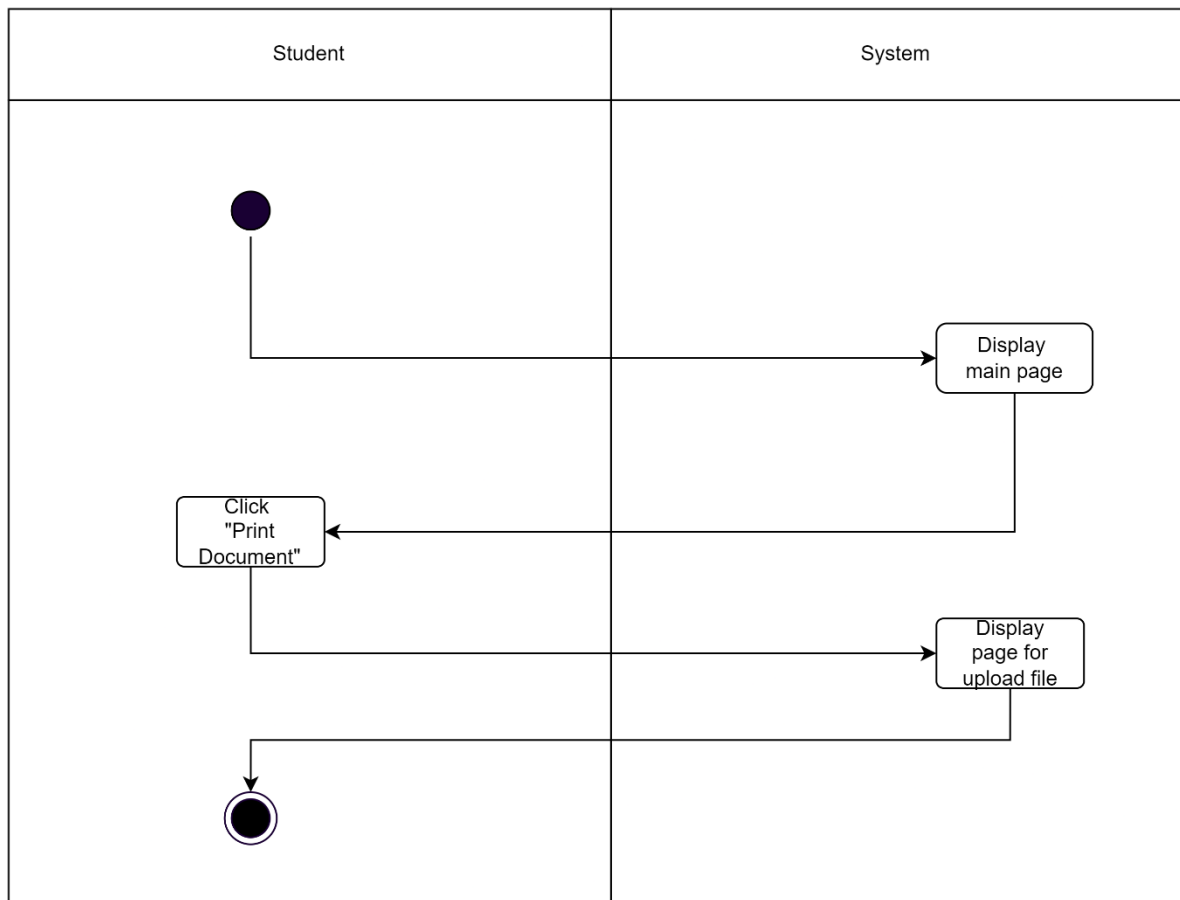 Student
System
Display
main page
Click
"Print
Document"
Display
page for
upload file